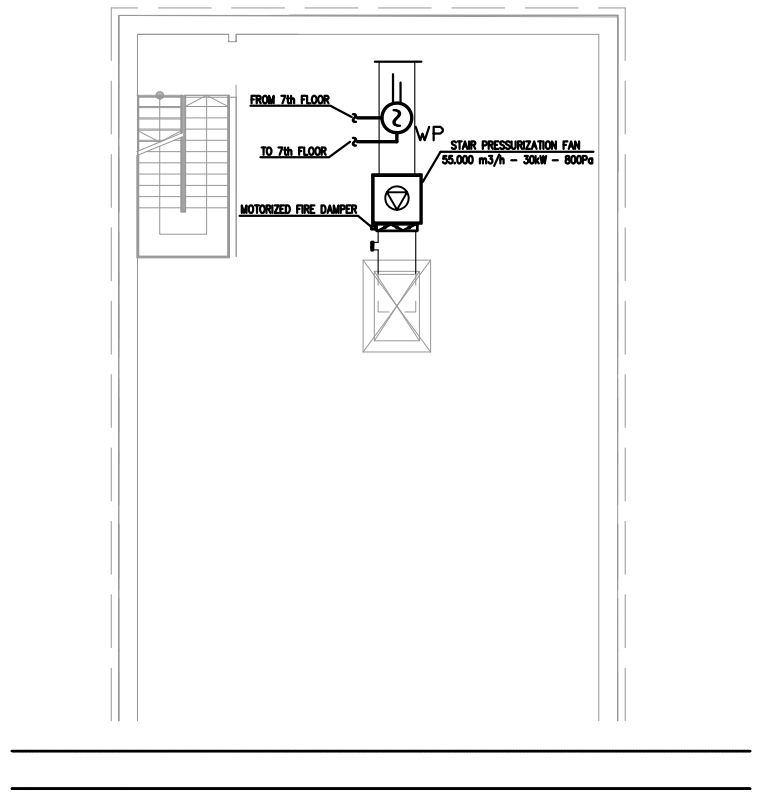 FROM 7th FLOOR
WP
TO 7th FLOOR
STAIR PRESSURIZATION FAN
55.000 m3/h - 30kW - 800Pa
MOTORIZED FIRE DAMPER